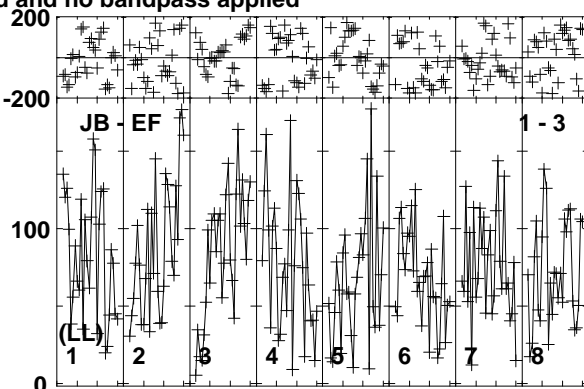 d and no bandpass applied
200
-200
JB - EF 1 - 3
100
(LL)
1 2 3 4 5 6 7 8
0